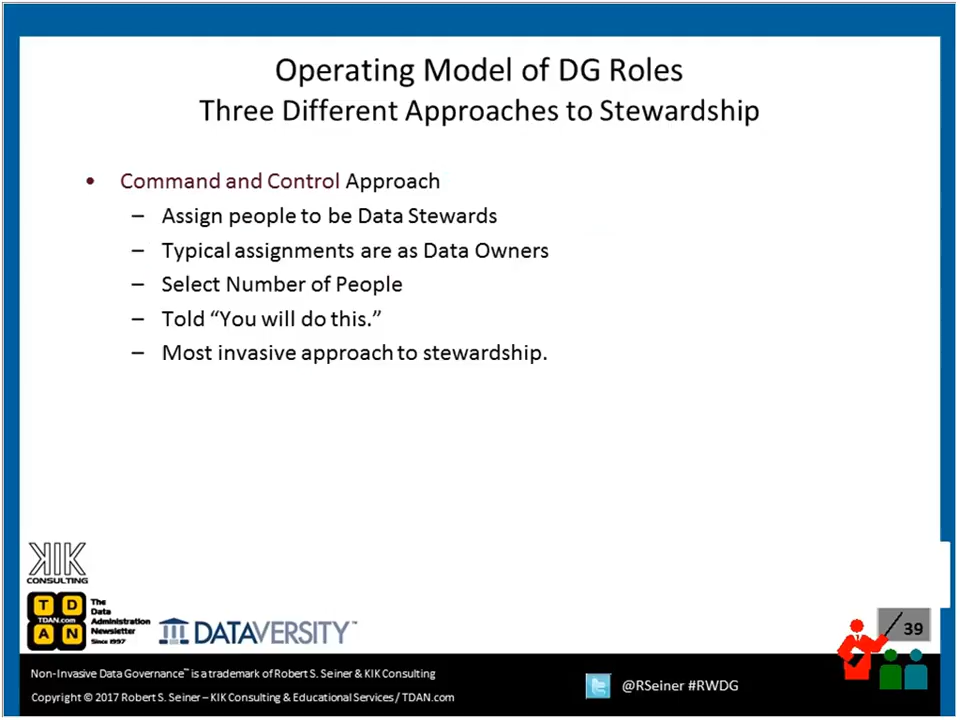 Operating Model of DG Roles
Three Different Approaches to Stewardship
• Command and Control Approach
– Assign people to be Data Stewards
– Typical assignments are as Data Owners
– Select Number of People
– Told “You will do this.”
– Most invasive approach to stewardship.
KIK
CONSULTING
T D
TDAN.com
A N
The
Data
Administration
Newsletter
Since 1997
DATAVERSITY™
39
Non-Invasive Data Governance™ is a trademark of Robert S. Seiner & KIK Consulting
Copyright © 2017 Robert S. Seiner – KIK Consulting & Educational Services / TDAN.com
@RSeiner #RWDG